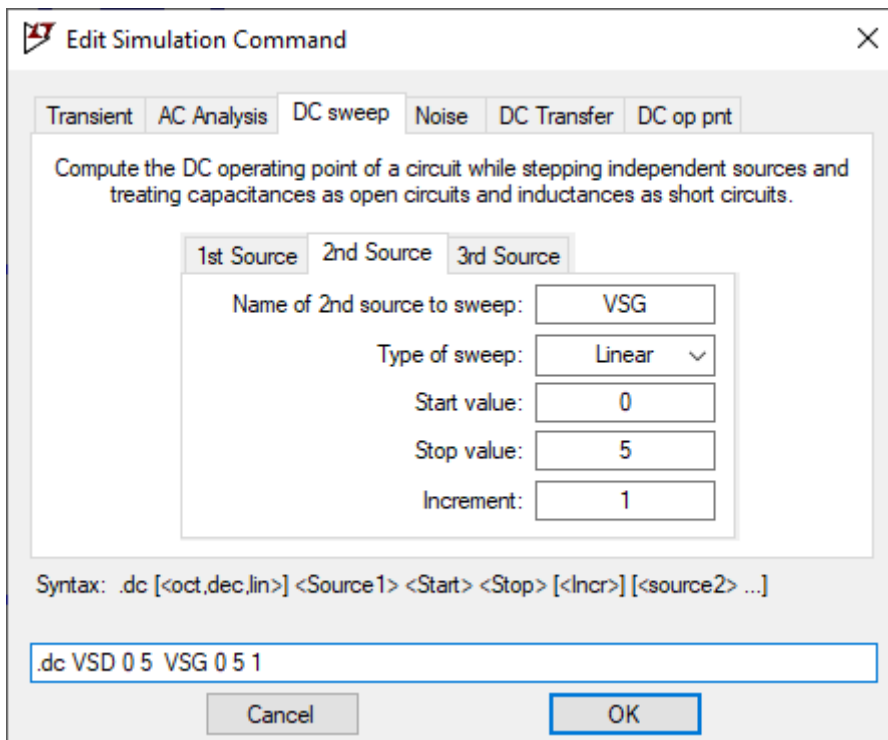 Edit Simulation Command
Transient AC Analysis DC sweep Noise DC Transfer DC op pnt
Compute the DC operating point of a circuit while stepping independent sources and
treating capacitances as open circuits and inductances as short circuits.
1st Source 2nd Source 3rd Source
Name of 2nd source to sweep: VSG
Type of sweep: Linear
Start value: 0
Stop value: 5
Increment: 1
Syntax: .dc [<oct,dec,lin>] <Source1> <Start> <Stop> [<Incr>] [<source2> ...]
.dc VSD 0 5  VSG 0 5 1
Cancel OK